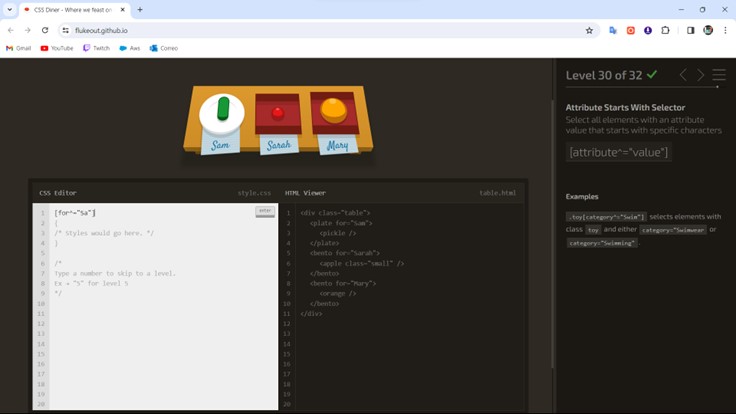 CSS Diner - Where we feast on
flukeout.github.io
Gmail
YouTube
Twitch
Aws
Correo
Level 30 of 32
Attribute Starts With Selector
Select all elements with an attribute
value that starts with specific characters
[attribute^="value"]
Examples
.toy[category^="Swim"] selects elements with
class toy and either category="Swimwear" or
category="Swimming".
Sam
Sarah
Mary
CSS Editor
style.css
1 [for^="Sa"]
enter
2 {
3 /* Styles would go here. */
4 }
5
6 /*
7 Type a number to skip to a level.
8 Ex → "5" for level 5
9 */
10
11
12
13
14
15
16
17
18
19
20
HTML Viewer
table.html
1 <div class="table">
2 <plate for="Sam">
3 <pickle />
4 </plate>
5 <bento for="Sarah">
6 <apple class="small" />
7 </bento>
8 <bento for="Mary">
9 <orange />
10 </bento>
11 </div>
12
13
14
15
16
17
18
19
20